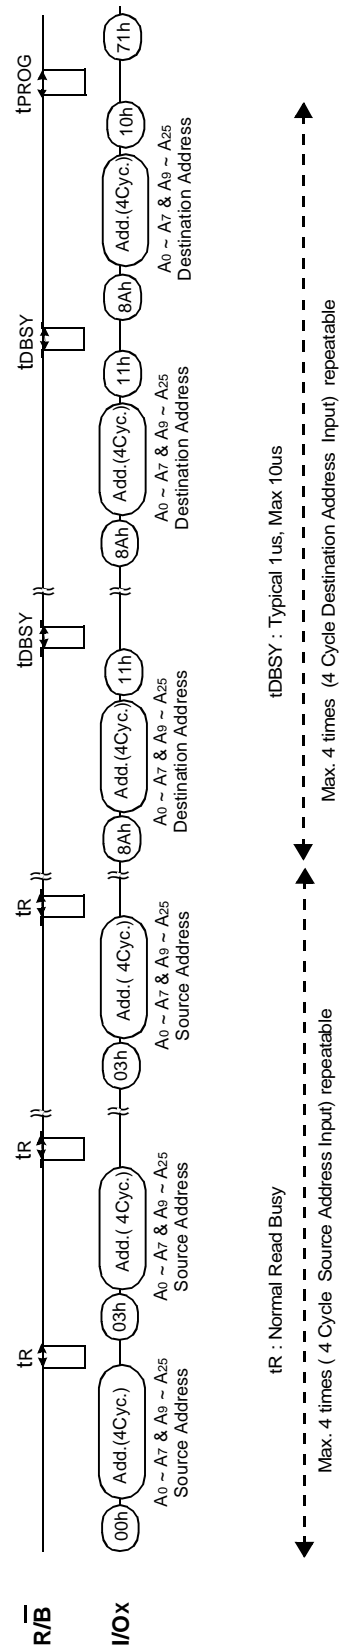 R/B tR tR tR tDBSY tDBSY tPROG
I/Ox 00h Add.(4Cyc.) 03h Add.( 4Cyc.) 03h Add.( 4Cyc.) 8Ah Add.(4Cyc.) 11h 8Ah Add.(4Cyc.) 11h 8Ah Add.(4Cyc.) 10h 71h
A0 ~ A7 & A9 ~ A25 A0 ~ A7 & A9 ~ A25 A0 ~ A7 & A9 ~ A25 A0 ~ A7 & A9 ~ A25 A0 ~ A7 & A9 ~ A25 A0 ~ A7 & A9 ~ A25
Source Address Source Address Source Address Destination Address Destination Address Destination Address
tR : Normal Read Busy tDBSY : Typical 1us, Max 10us
Max. 4 times ( 4 Cycle Source Address Input) repeatable Max. 4 times (4 Cycle Destination Address Input) repeatable